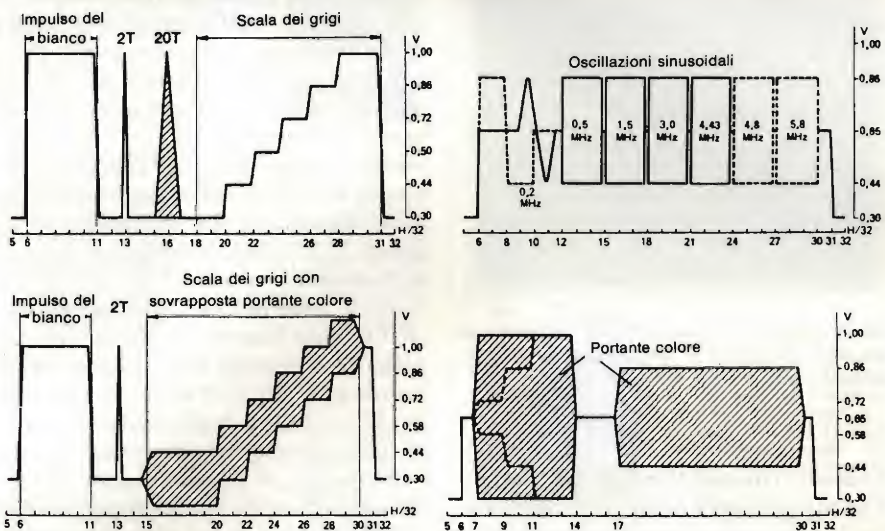 Impulso del
bianco
2T
20T
Scala dei grigi
V
1,00
0,86
0,72
0,50
0,44
0,30
5 6 11 13 16 18 20 22 24 26 28 31 32
H/32
Oscillazioni sinusoidali
V
1,00
0,86
0,65
0,44
0,30
0,5
MHz
1,5
MHz
3,0
MHz
4,43
MHz
4,8
MHz
5,8
MHz
0,2
MHz
6 8 10 12 15 18 21 24 27 30 31 32
H/32
Impulso del
bianco
2T
Scala dei grigi con
sovrapposta portante colore
V
1,00
0,86
0,72
0,58
0,44
0,30
5 6 11 13 15 20 22 24 26 28 30 31 32
H/32
Portante colore
V
1,00
0,86
0,72
0,65
0,58
0,44
0,30
5 6 7 9 11 14 17 30 31 32
H/32